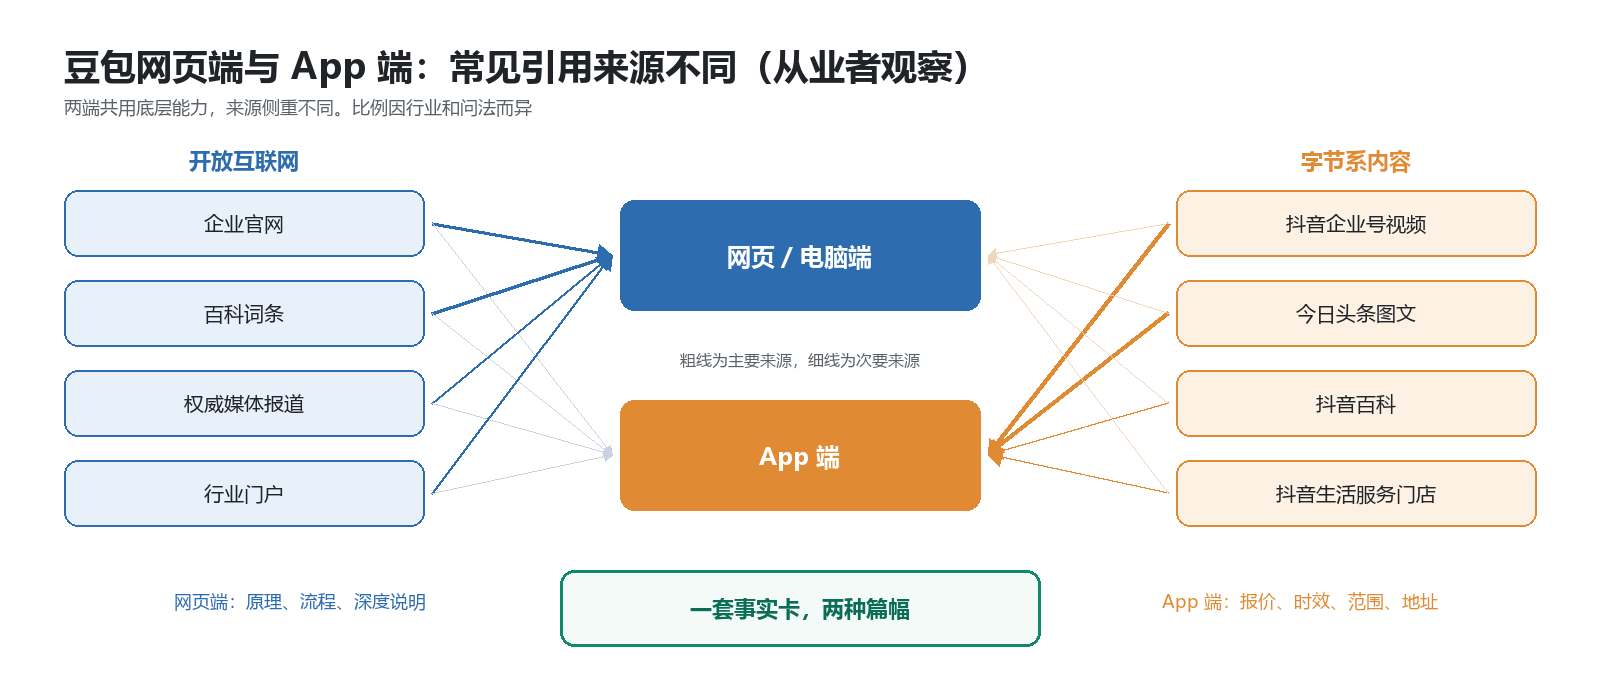 豆包网页端与 App 端：常见引用来源不同（从业者观察）
两端共用底层能力，来源侧重不同。比例因行业和问法而异
开放互联网
企业官网
百科词条
权威媒体报道
行业门户
网页 / 电脑端
粗线为主要来源，细线为次要来源
App 端
字节系内容
抖音企业号视频
今日头条图文
抖音百科
抖音生活服务门店
网页端：原理、流程、深度说明
一套事实卡，两种篇幅
App 端：报价、时效、范围、地址